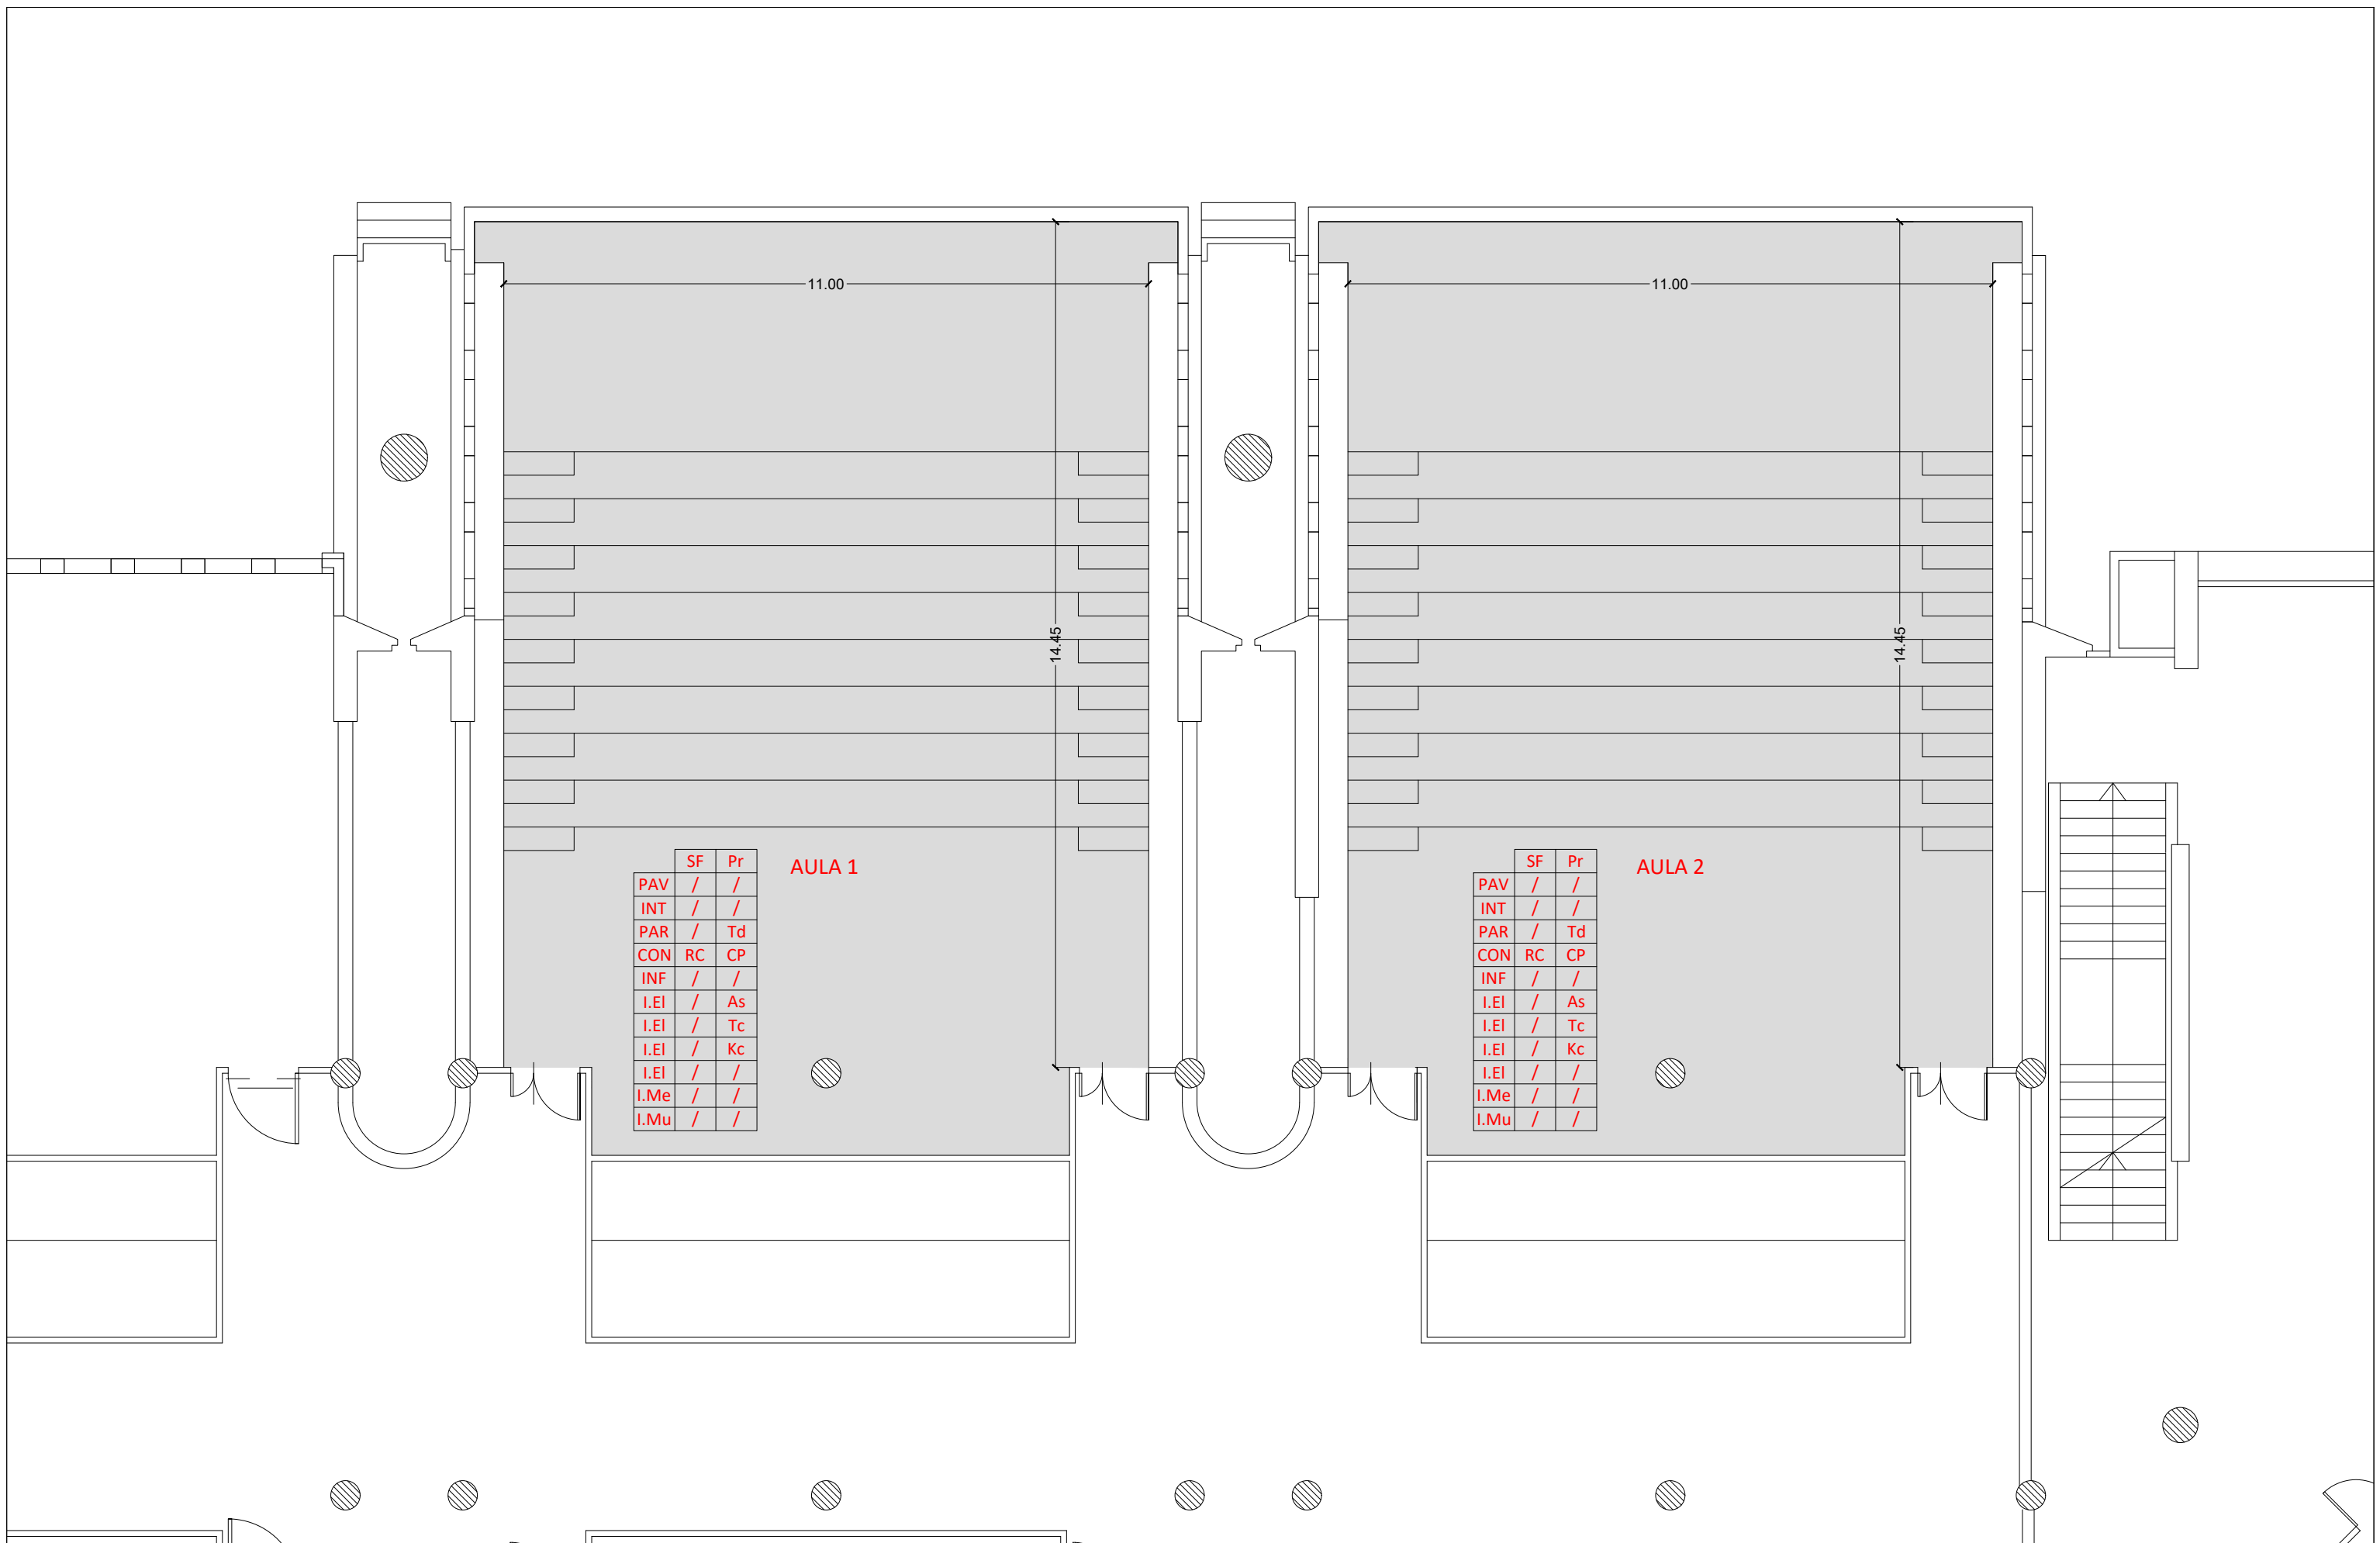 11.00
11.00
14.45
14.45
SF Pr
AULA 1
PAV / /
INT / /
PAR / Td
CON RC CP
INF / /
I.El / As
I.El / Tc
I.El / Kc
I.El / /
I.Me / /
I.Mu / /
SF Pr
AULA 2
PAV / /
INT / /
PAR / Td
CON RC CP
INF / /
I.El / As
I.El / Tc
I.El / Kc
I.El / /
I.Me / /
I.Mu / /